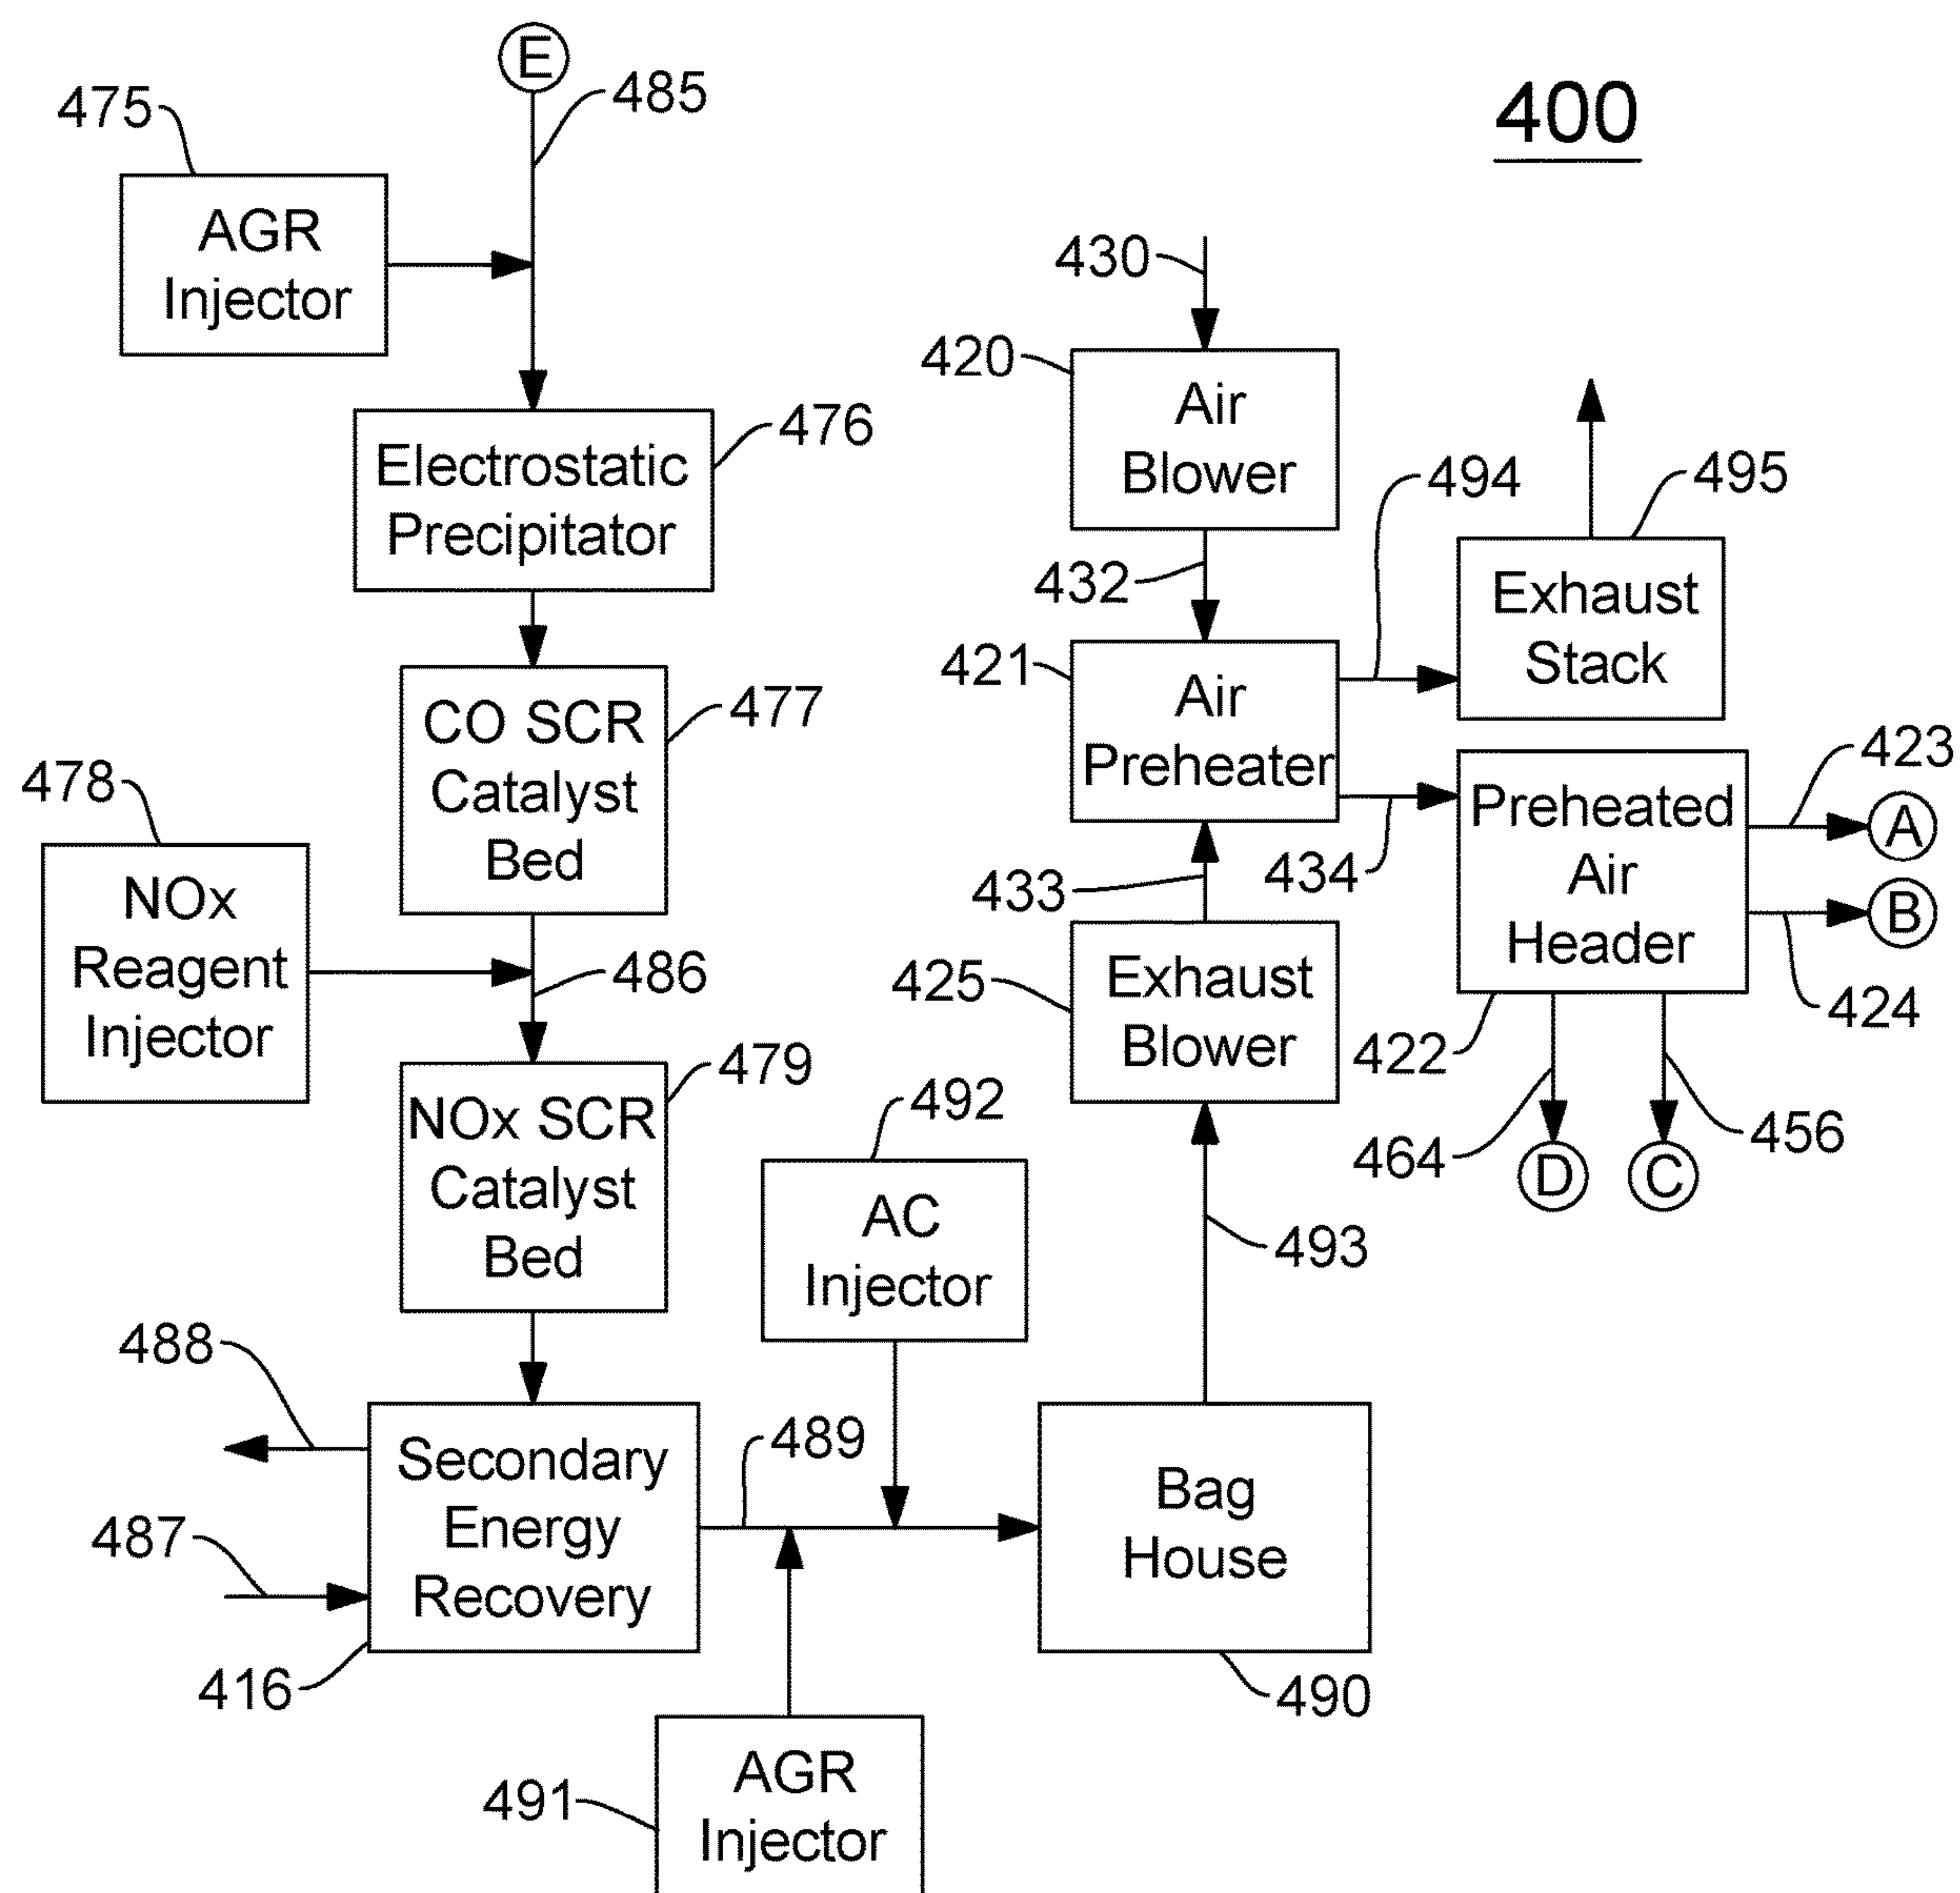 E
485
475
400
AGR
Injector
430
420
Air
Blower
476
Electrostatic
Precipitator
494
495
432
Exhaust
Stack
421
Air
Preheater
477
CO SCR
Catalyst
Bed
423
478
Preheated
Air
Header
A
433
434
B
NOx
Reagent
Injector
486
425
Exhaust
Blower
424
422
479
492
NOx SCR
Catalyst
Bed
456
464
D
C
AC
Injector
493
488
489
Secondary
Energy
Recovery
Bag
House
487
416
490
491
AGR
Injector